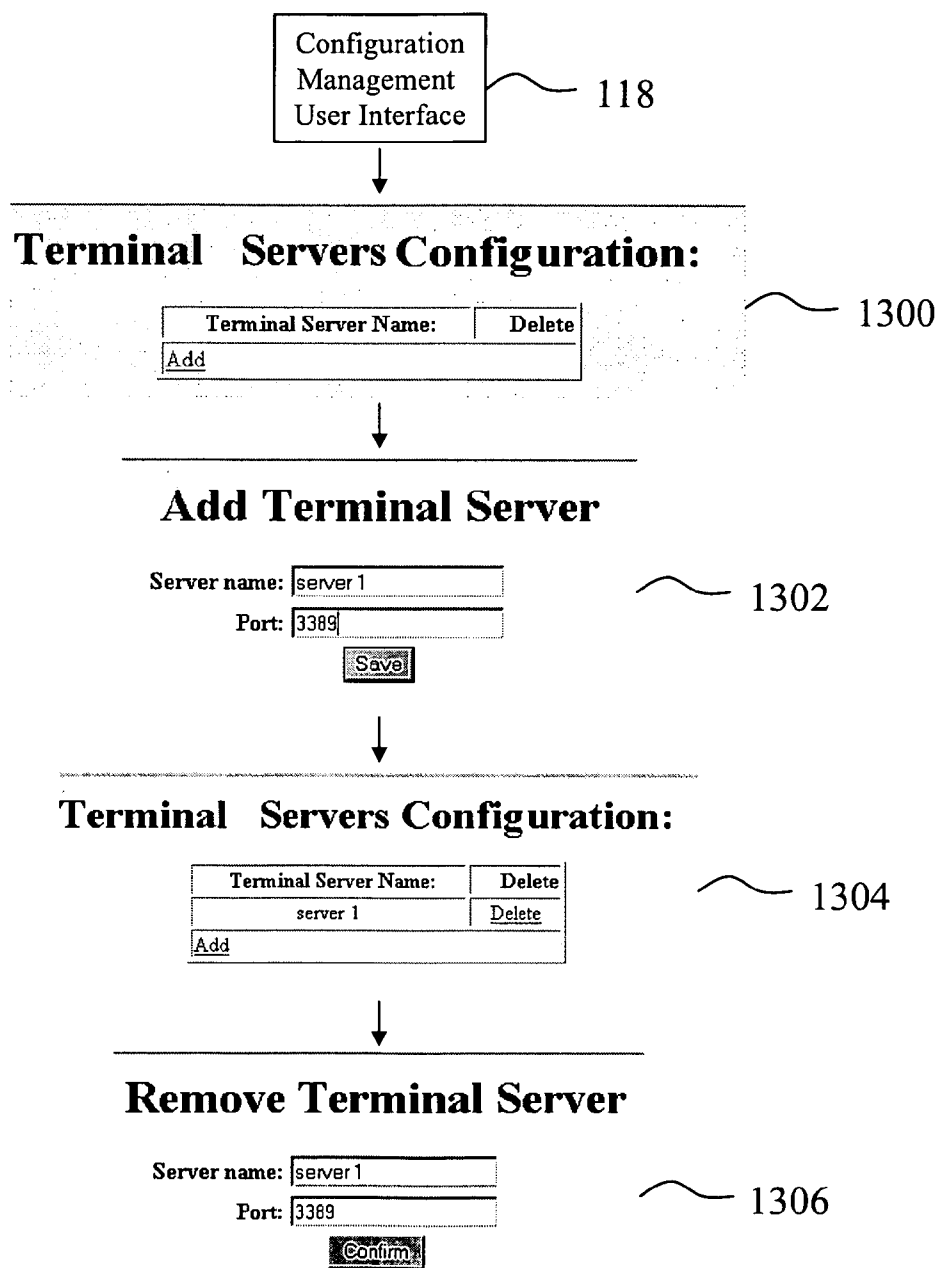 Configuration
Management
User Interface
118
Terminal Servers Configuration:
1300
Terminal Server Name: Delete
Add
Add Terminal Server
Server name: server 1
1302
Port: 3389
Save
Terminal Servers Configuration:
Terminal Server Name: Delete
1304
server 1 Delete
Add
Remove Terminal Server
Server name: server 1
1306
Port: 3389
Confirm